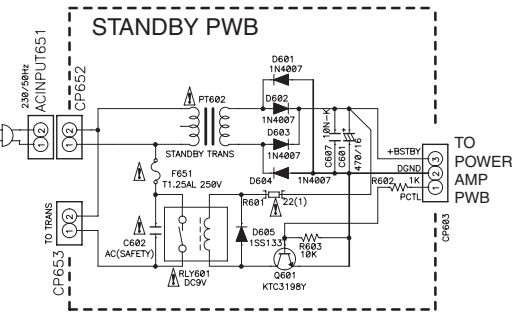 STANDBY PWB
230/50Hz
ACINPUT651
1 2
CP652
1 2
PT602
STANDBY TRANS
D601
1N4007
D602
1N4007
D603
1N4007
D604
1N4007
C607 10N-K
C601 470/16
+BSTBY
DGND
R602 1K
PCTL
3
2
1
CP603
TO
POWER
AMP
PWB
F651
T1.25AL 250V
R601 22(1)
TO TRANS
1 2
CP653
C602
AC(SAFETY)
RLY601
DC9V
D605
1SS133
R603
10K
Q601
KTC3198Y